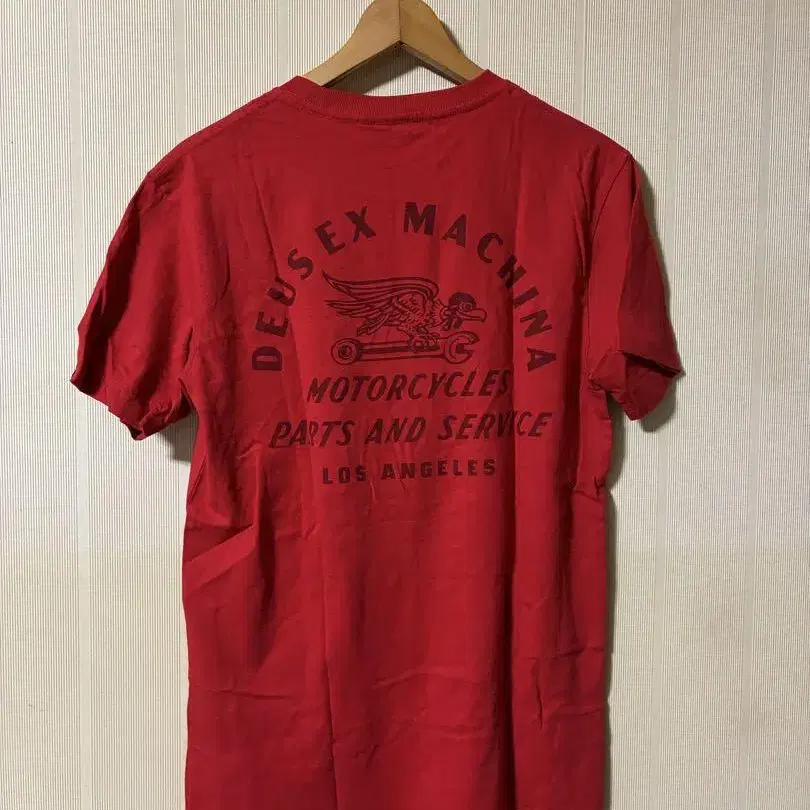 DEUS EX MACHINA
MOTORCYCLES
PARTS AND SERVICE
LOS ANGELES